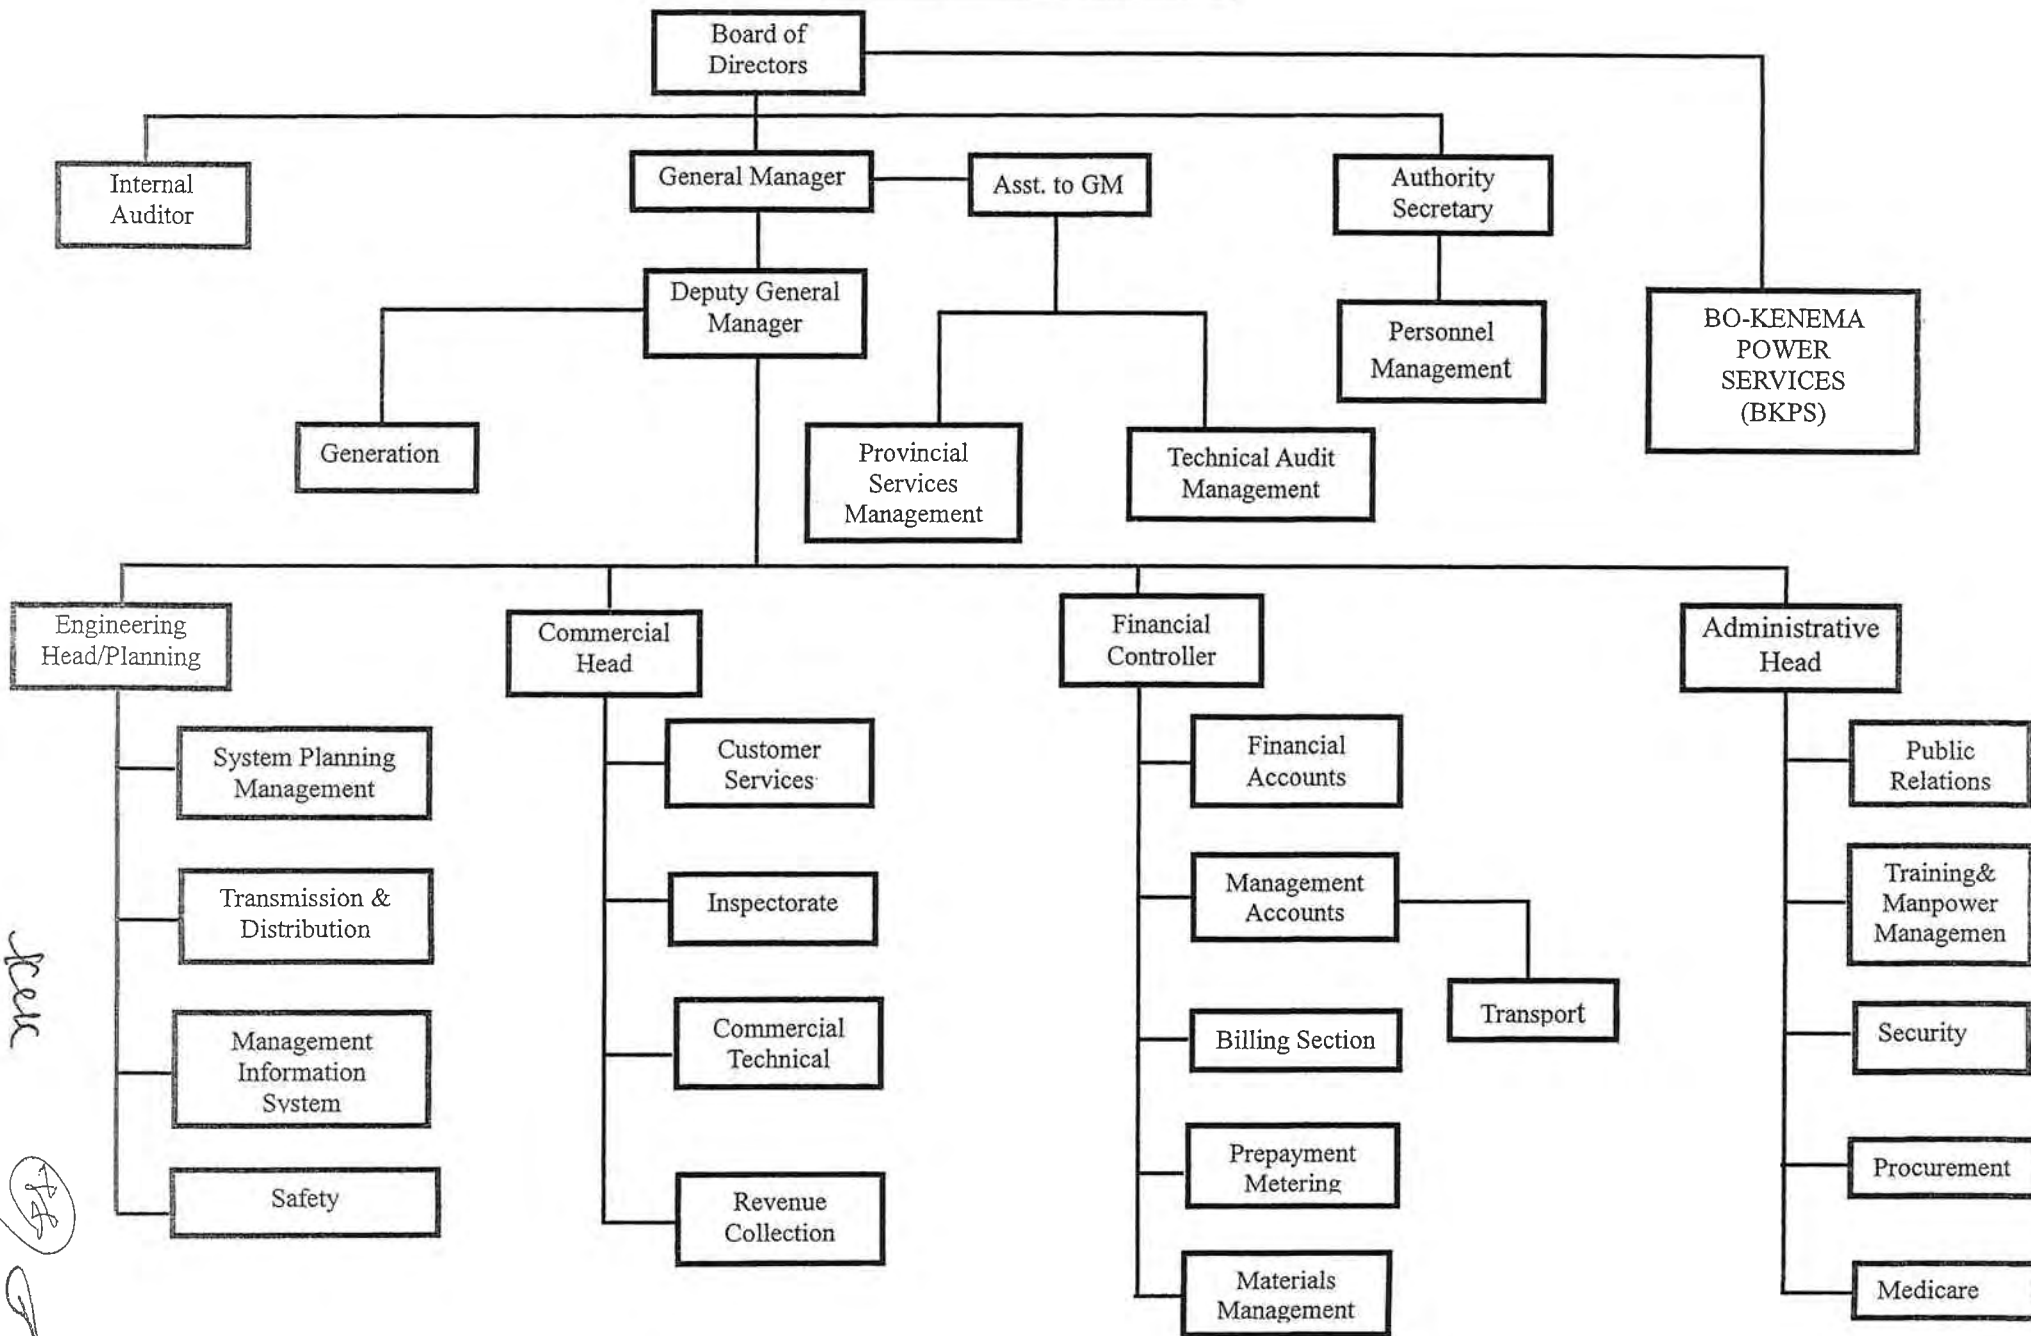 Board of
Directors
Internal
Auditor
General Manager
Asst. to GM
Authority
Secretary
Deputy General
Manager
Personnel
Management
BO-KENEMA
POWER
SERVICES
(BKPS)
Generation
Provincial
Services
Management
Technical Audit
Management
Engineering
Head/Planning
Commercial
Head
Financial
Controller
Administrative
Head
System Planning
Management
Transmission &
Distribution
Management
Information
System
Safety
Customer
Services
Inspectorate
Commercial
Technical
Revenue
Collection
Financial
Accounts
Management
Accounts
Transport
Billing Section
Prepayment
Metering
Materials
Management
Public
Relations
Training&
Manpower
Managemen
Security
Procurement
Medicare